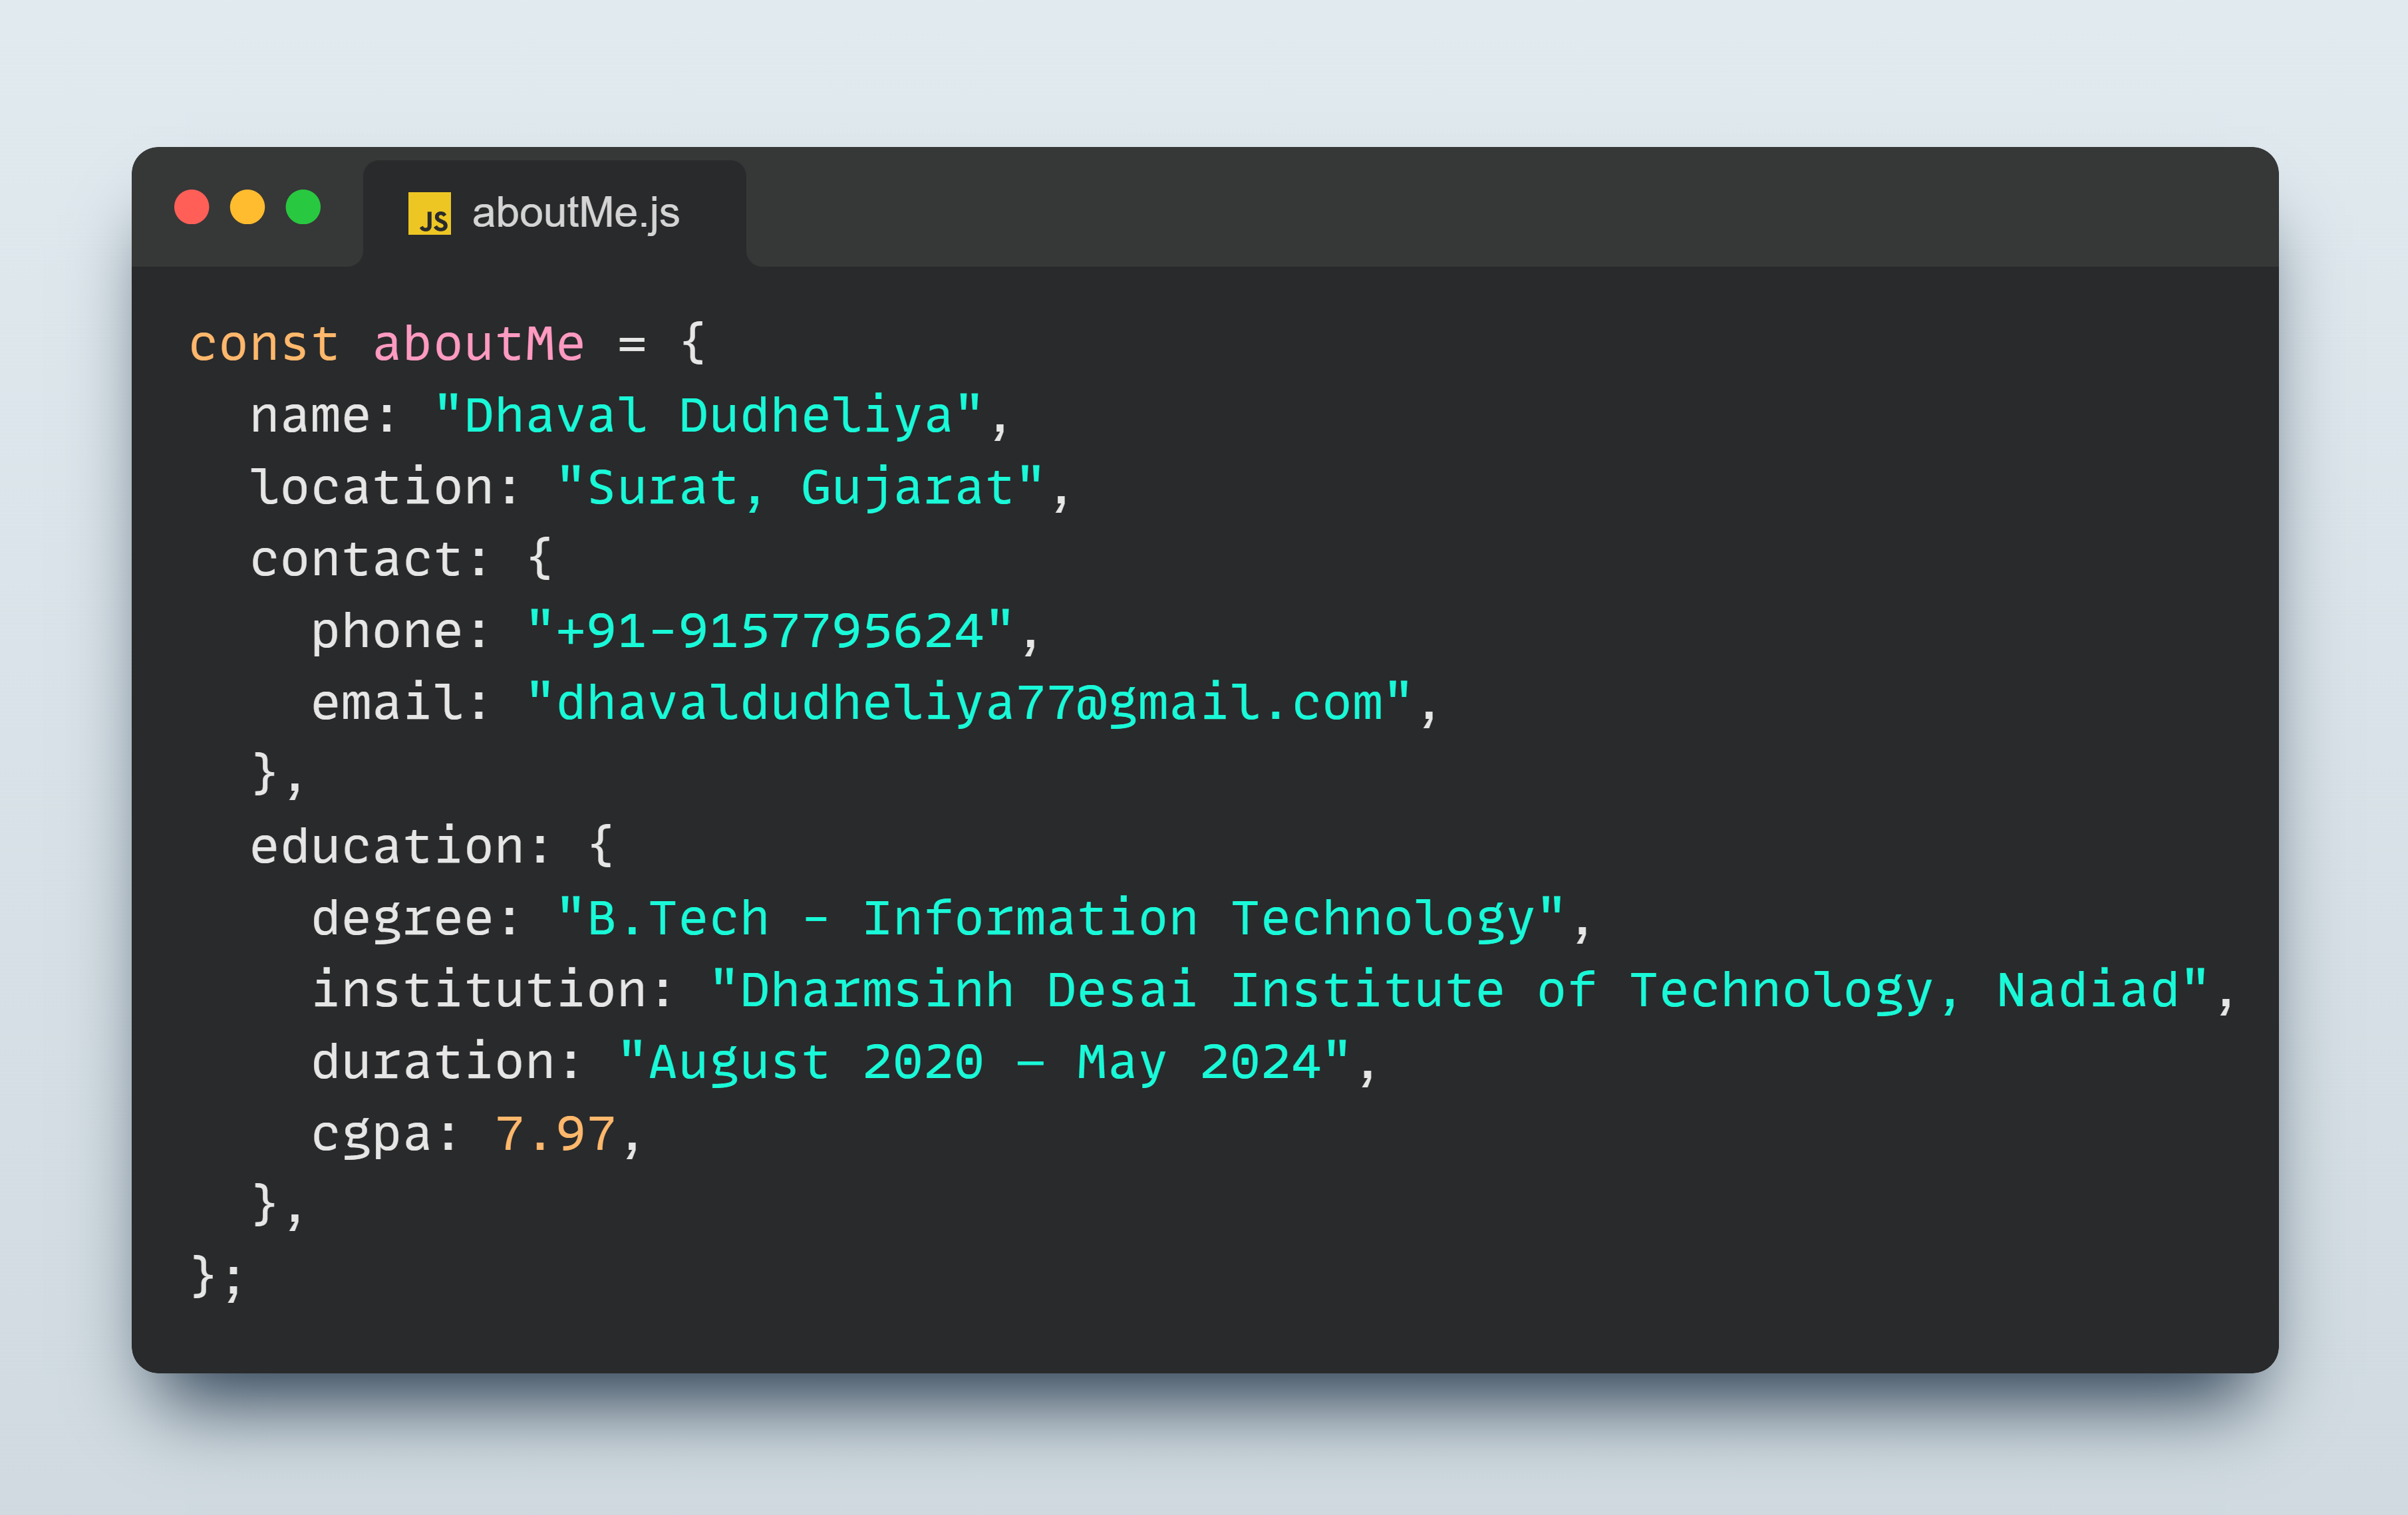 JS aboutMe.js
const aboutMe = {
  name: "Dhaval Dudheliya",
  location: "Surat, Gujarat",
  contact: {
    phone: "+91-9157795624",
    email: "dhavaldudheliya77@gmail.com",
  },
  education: {
    degree: "B.Tech - Information Technology",
    institution: "Dharmsinh Desai Institute of Technology, Nadiad",
    duration: "August 2020 – May 2024",
    cgpa: 7.97,
  },
};